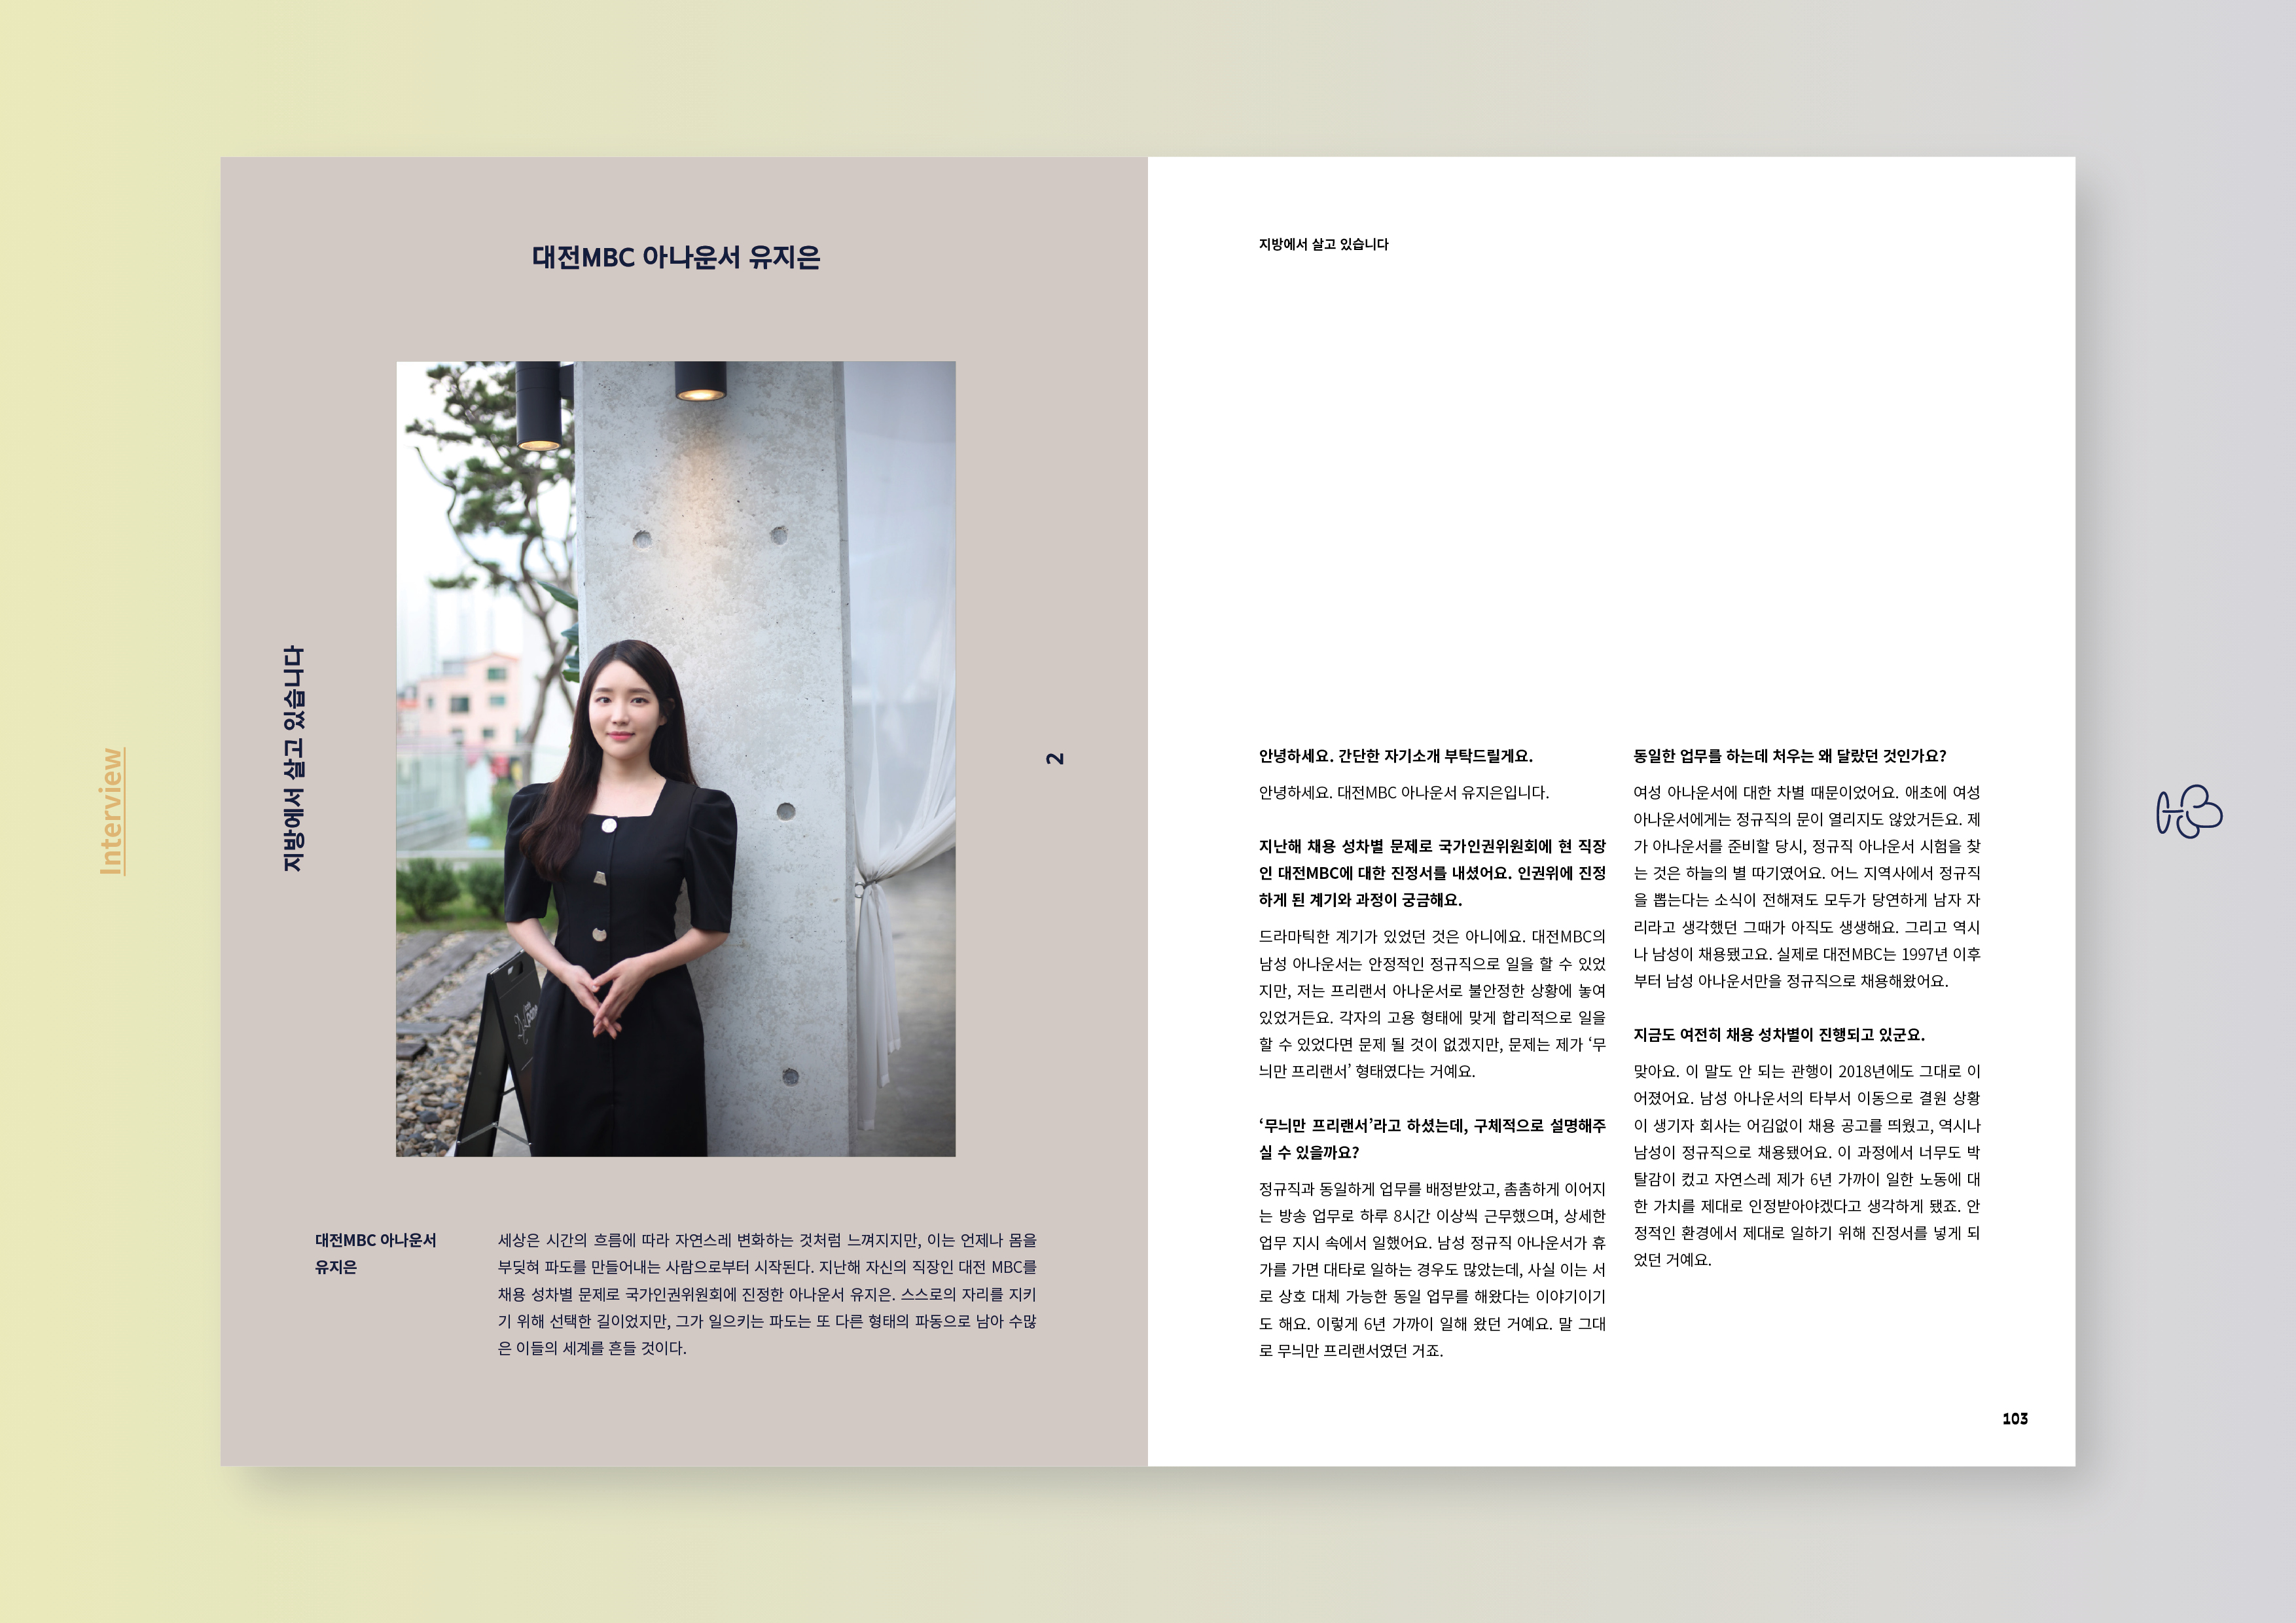 Interview
대전MBC 아나운서 유지은
지방에서 살고 있습니다
2
대전MBC 아나운서
유지은
세상은 시간의 흐름에 따라 자연스레 변화하는 것처럼 느껴지지만, 이는 언제나 몸을
부딪혀 파도를 만들어내는 사람으로부터 시작된다. 지난해 자신의 직장인 대전 MBC를
채용 성차별 문제로 국가인권위원회에 진정한 아나운서 유지은. 스스로의 자리를 지키
기 위해 선택한 길이었지만, 그가 일으키는 파도는 또 다른 형태의 파동으로 남아 수많
은 이들의 세계를 흔들 것이다.
지방에서 살고 있습니다
안녕하세요. 간단한 자기소개 부탁드릴게요.
안녕하세요. 대전MBC 아나운서 유지은입니다.
지난해 채용 성차별 문제로 국가인권위원회에 현 직장
인 대전MBC에 대한 진정서를 내셨어요. 인권위에 진정
하게 된 계기와 과정이 궁금해요.
드라마틱한 계기가 있었던 것은 아니에요. 대전MBC의
남성 아나운서는 안정적인 정규직으로 일을 할 수 있었
지만, 저는 프리랜서 아나운서로 불안정한 상황에 놓여
있었거든요. 각자의 고용 형태에 맞게 합리적으로 일을
할 수 있었다면 문제 될 것이 없겠지만, 문제는 제가 ‘무
늬만 프리랜서’ 형태였다는 거예요.
‘무늬만 프리랜서’라고 하셨는데, 구체적으로 설명해주
실 수 있을까요?
정규직과 동일하게 업무를 배정받았고, 촘촘하게 이어지
는 방송 업무로 하루 8시간 이상씩 근무했으며, 상세한
업무 지시 속에서 일했어요. 남성 정규직 아나운서가 휴
가를 가면 대타로 일하는 경우도 많았는데, 사실 이는 서
로 상호 대체 가능한 동일 업무를 해왔다는 이야기이기
도 해요. 이렇게 6년 가까이 일해 왔던 거예요. 말 그대
로 무늬만 프리랜서였던 거죠.
동일한 업무를 하는데 처우는 왜 달랐던 것인가요?
여성 아나운서에 대한 차별 때문이었어요. 애초에 여성
아나운서에게는 정규직의 문이 열리지도 않았거든요. 제
가 아나운서를 준비할 당시, 정규직 아나운서 시험을 찾
는 것은 하늘의 별 따기였어요. 어느 지역사에서 정규직
을 뽑는다는 소식이 전해져도 모두가 당연하게 남자 자
리라고 생각했던 그때가 아직도 생생해요. 그리고 역시
나 남성이 채용됐고요. 실제로 대전MBC는 1997년 이후
부터 남성 아나운서만을 정규직으로 채용해왔어요.
지금도 여전히 채용 성차별이 진행되고 있군요.
맞아요. 이 말도 안 되는 관행이 2018년에도 그대로 이
어졌어요. 남성 아나운서의 타부서 이동으로 결원 상황
이 생기자 회사는 어김없이 채용 공고를 띄웠고, 역시나
남성이 정규직으로 채용됐어요. 이 과정에서 너무도 박
탈감이 컸고 자연스레 제가 6년 가까이 일한 노동에 대
한 가치를 제대로 인정받아야겠다고 생각하게 됐죠. 안
정적인 환경에서 제대로 일하기 위해 진정서를 넣게 되
었던 거예요.
103